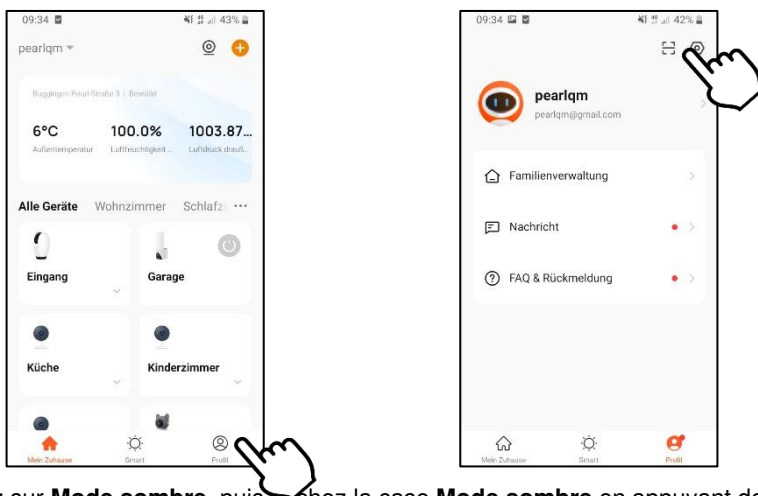 09:34 43%
pearlqm
Buggingen Pearl-Straße 3 | Bewölkt
6°C 100.0% 1003.87...
Außentemperatur Luftfeuchtigkeit ... Luftdruck drauß...
Alle Geräte Wohnzimmer Schlafzi ···
Eingang Garage
Küche Kinderzimmer
Mein Zuhause Smart Profil
09:34 42%
pearlqm
pearlqm@gmail.com
Familienverwaltung
Nachricht
FAQ & Rückmeldung
Mein Zuhause Smart Profil
sur Mode sombre, puis chez la case Mode sombre en appuyant